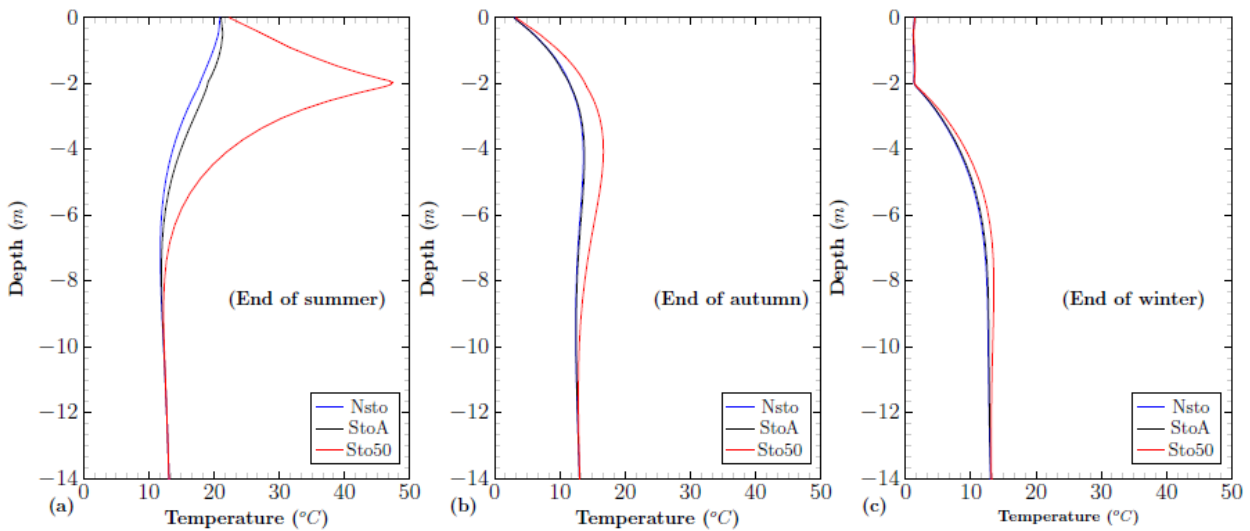 0
−2
−4
−6
−8
−10
−12
−14
Depth (m)
(End of summer)
Nsto
StoA
Sto50
0 10 20 30 40 50
(a) Temperature (°C)
0
−2
−4
−6
−8
−10
−12
−14
Depth (m)
(End of autumn)
Nsto
StoA
Sto50
0 10 20 30 40 50
(b) Temperature (°C)
0
−2
−4
−6
−8
−10
−12
−14
Depth (m)
(End of winter)
Nsto
StoA
Sto50
0 10 20 30 40 50
(c) Temperature (°C)